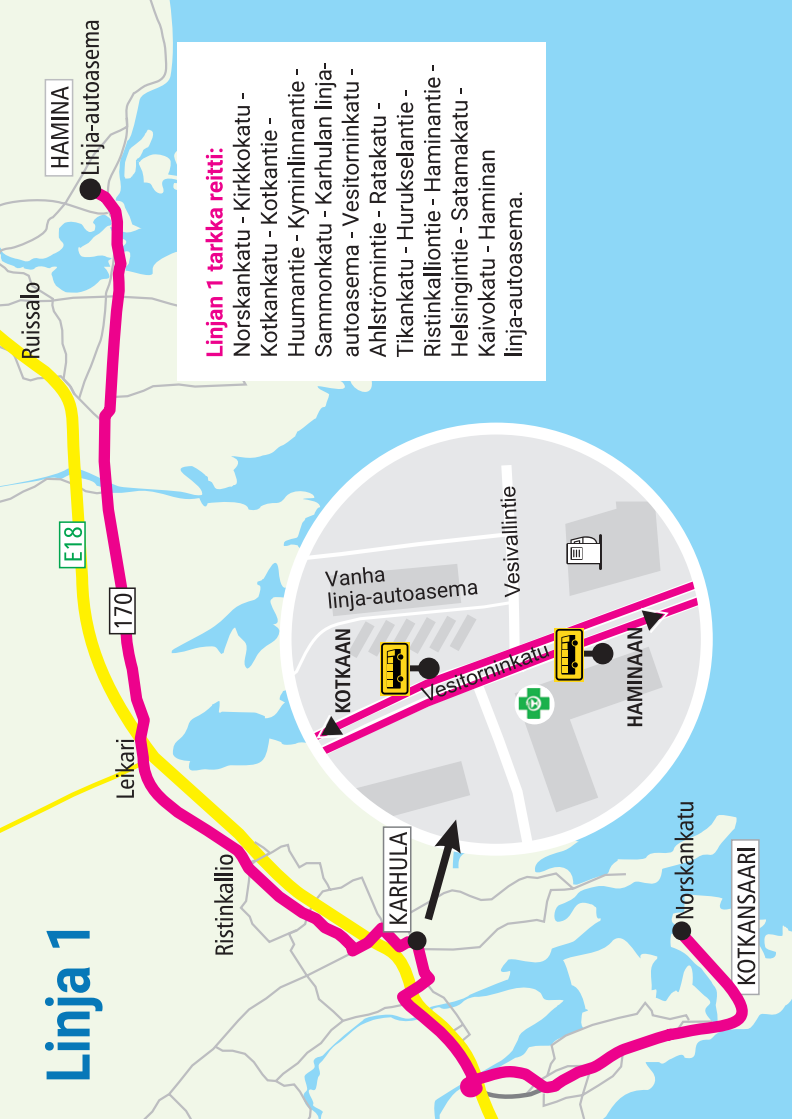 Linja 1
HAMINA
Linja-autoasema
Ruissalo
E18
170
Leikari
Ristinkallio
KARHULA
Norskankatu
KOTKANSAARI
Linjan 1 tarkka reitti:
Norskankatu - Kirkkokatu -
Kotkankatu - Kotkantie -
Huumantie - Kyminlinnantie -
Sammonkatu - Karhulan linja-
autoasema - Vesitorninkatu -
Ahlströmintie - Ratakatu -
Tikankatu - Hurukselantie -
Ristinkalliontie - Haminantie -
Helsingintie - Satamakatu -
Kaivokatu - Haminan
linja-autoasema.
Vanha
linja-autoasema
KOTKAAN
Vesivallintie
Vesitorninkatu
HAMINAAN